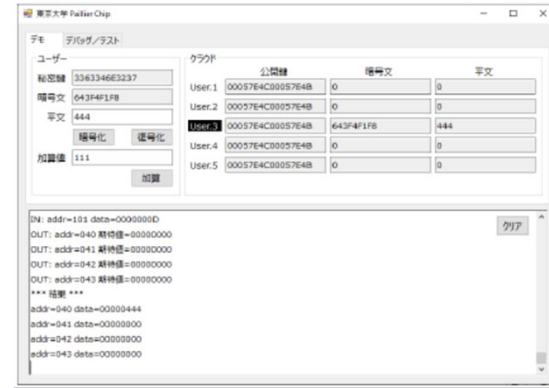 東京大学 Paillier Chip
デモ デバッグ/テスト
ユーザー
秘密鍵 3363346E3237
暗号文 643F4F1F8
平文 444
暗号化 復号化
加算値 111
加算
クラウド
公開鍵 暗号文 平文
User.1 00057E4C00057E4B 0 0
User.2 00057E4C00057E4B 0 0
User.3 00057E4C00057E4B 643F4F1F8 444
User.4 00057E4C00057E4B 0 0
User.5 00057E4C00057E4B 0 0
クリア
IN: addr=101 data=0000000D
OUT: addr=040 期待値=00000000
OUT: addr=041 期待値=00000000
OUT: addr=042 期待値=00000000
OUT: addr=043 期待値=00000000
*** 結果 ***
addr=040 data=00000444
addr=041 data=00000000
addr=042 data=00000000
addr=043 data=00000000